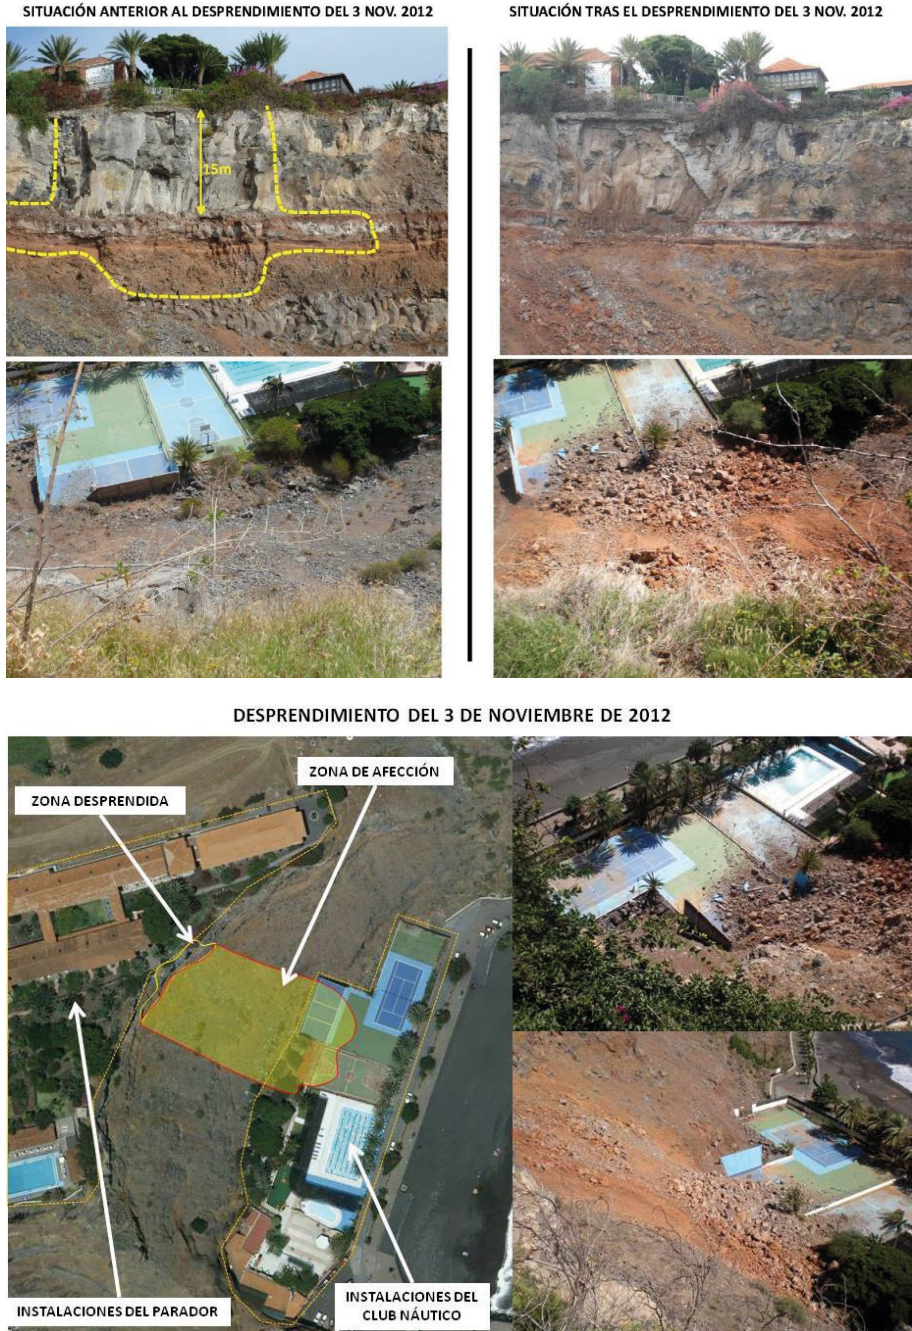 SITUACIÓN ANTERIOR AL DESPRENDIMIENTO DEL 3 NOV. 2012
SITUACIÓN TRAS EL DESPRENDIMIENTO DEL 3 NOV. 2012
15m
DESPRENDIMIENTO DEL 3 DE NOVIEMBRE DE 2012
ZONA DE AFECCIÓN
ZONA DESPRENDIDA
INSTALACIONES DEL PARADOR
INSTALACIONES DEL
CLUB NÁUTICO